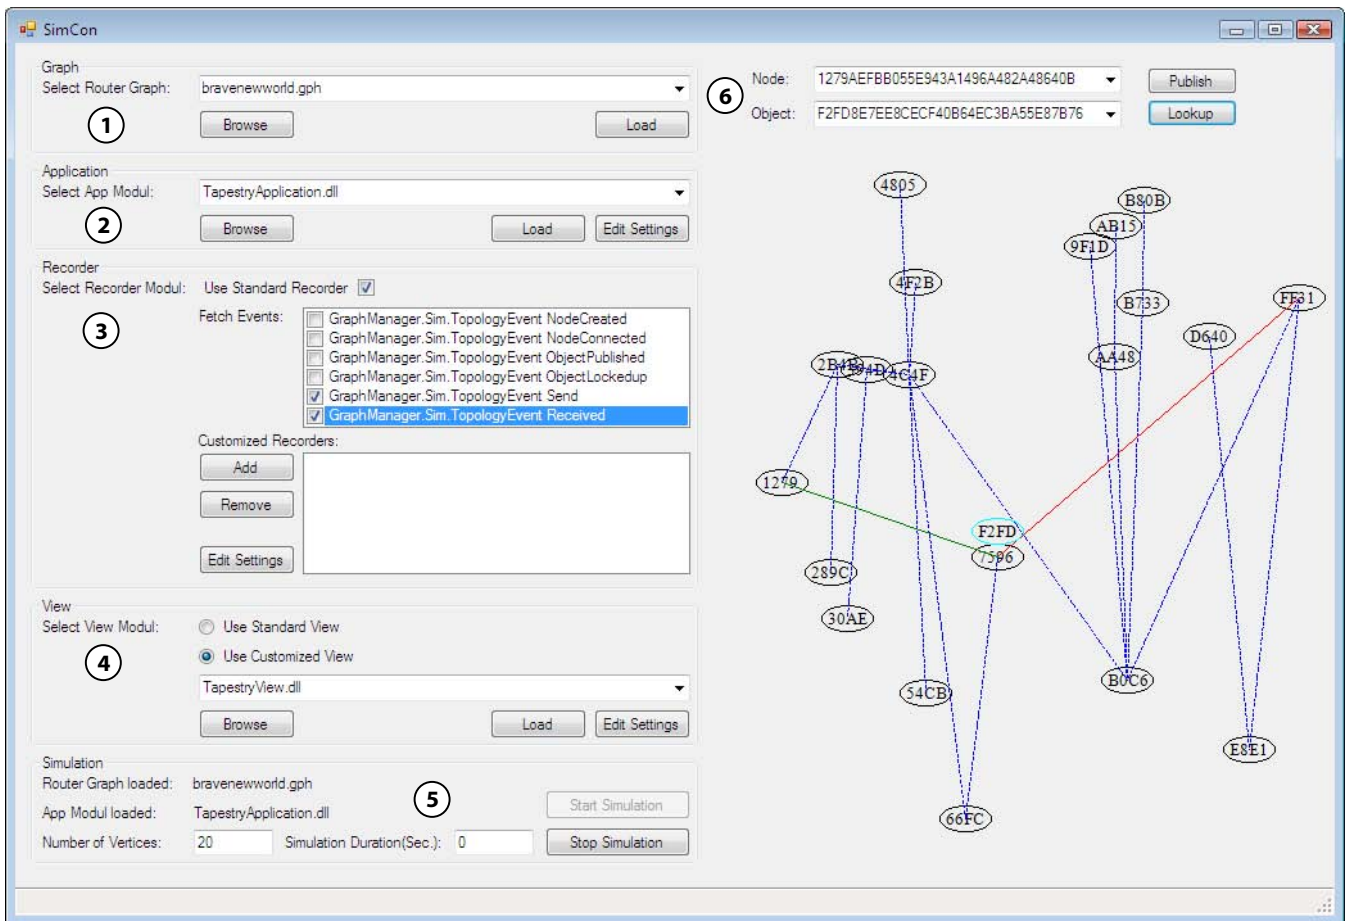 SimCon
Graph
Select Router Graph: bravenewworld.gph
1
Browse Load
Application
Select App Modul: TapestryApplication.dll
2
Browse Load Edit Settings
Recorder
Select Recorder Modul: Use Standard Recorder
3
Fetch Events:
GraphManager.Sim.TopologyEvent NodeCreated
GraphManager.Sim.TopologyEvent NodeConnected
GraphManager.Sim.TopologyEvent ObjectPublished
GraphManager.Sim.TopologyEvent ObjectLockedup
GraphManager.Sim.TopologyEvent Send
GraphManager.Sim.TopologyEvent Received
Customized Recorders:
Add
Remove
Edit Settings
View
Select View Modul: Use Standard View
4
Use Customized View
TapestryView.dll
Browse Load Edit Settings
Simulation
Router Graph loaded: bravenewworld.gph
5
App Modul loaded: TapestryApplication.dll
Start Simulation
Number of Vertices: 20 Simulation Duration(Sec.): 0 Stop Simulation
6
Node: 1279AEFBB055E943A1496A482A48640B Publish
Object: F2FD8E7EE8CECF40B64EC3BA55E87B76 Lookup
4805
B80B
AB15
9F1D
4F2B
B733
FF31
D640
AA48
2B4B
4C4F
1279
F2FD
7596
289C
30AE
B0C6
54CB
E8E1
66FC